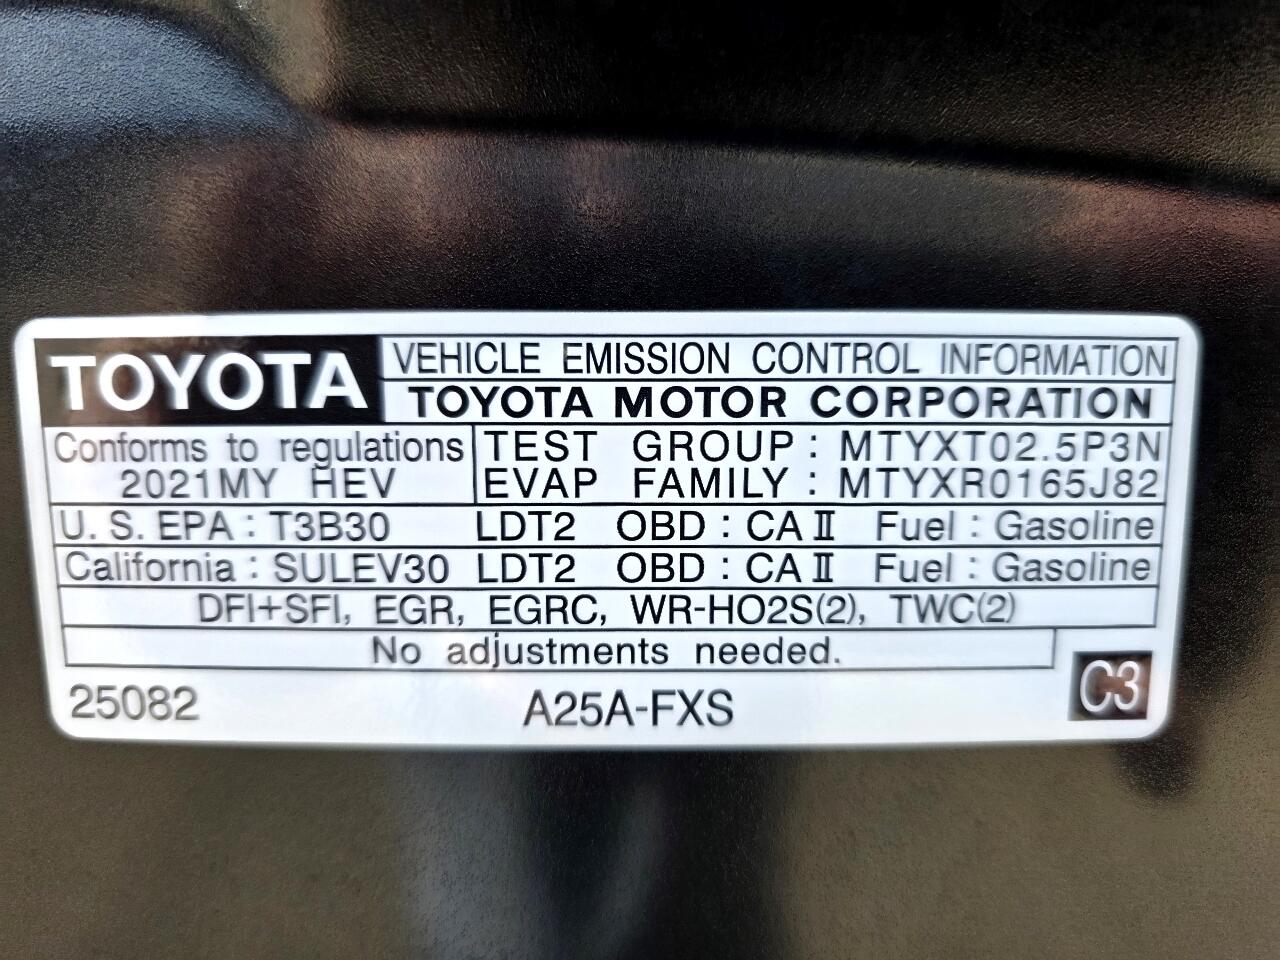 TOYOTA
VEHICLE EMISSION CONTROL INFORMATION
TOYOTA MOTOR CORPORATION
Conforms to regulations
2021MY HEV
TEST GROUP : MTYXT02.5P3N
EVAP FAMILY : MTYXR0165J82
U.S. EPA : T3B30 LDT2 OBD : CA II Fuel : Gasoline
California : SULEV30 LDT2 OBD : CA II Fuel : Gasoline
DFI+SFI, EGR, EGRC, WR-HO2S(2), TWC(2)
No adjustments needed.
25082 A25A-FXS C3